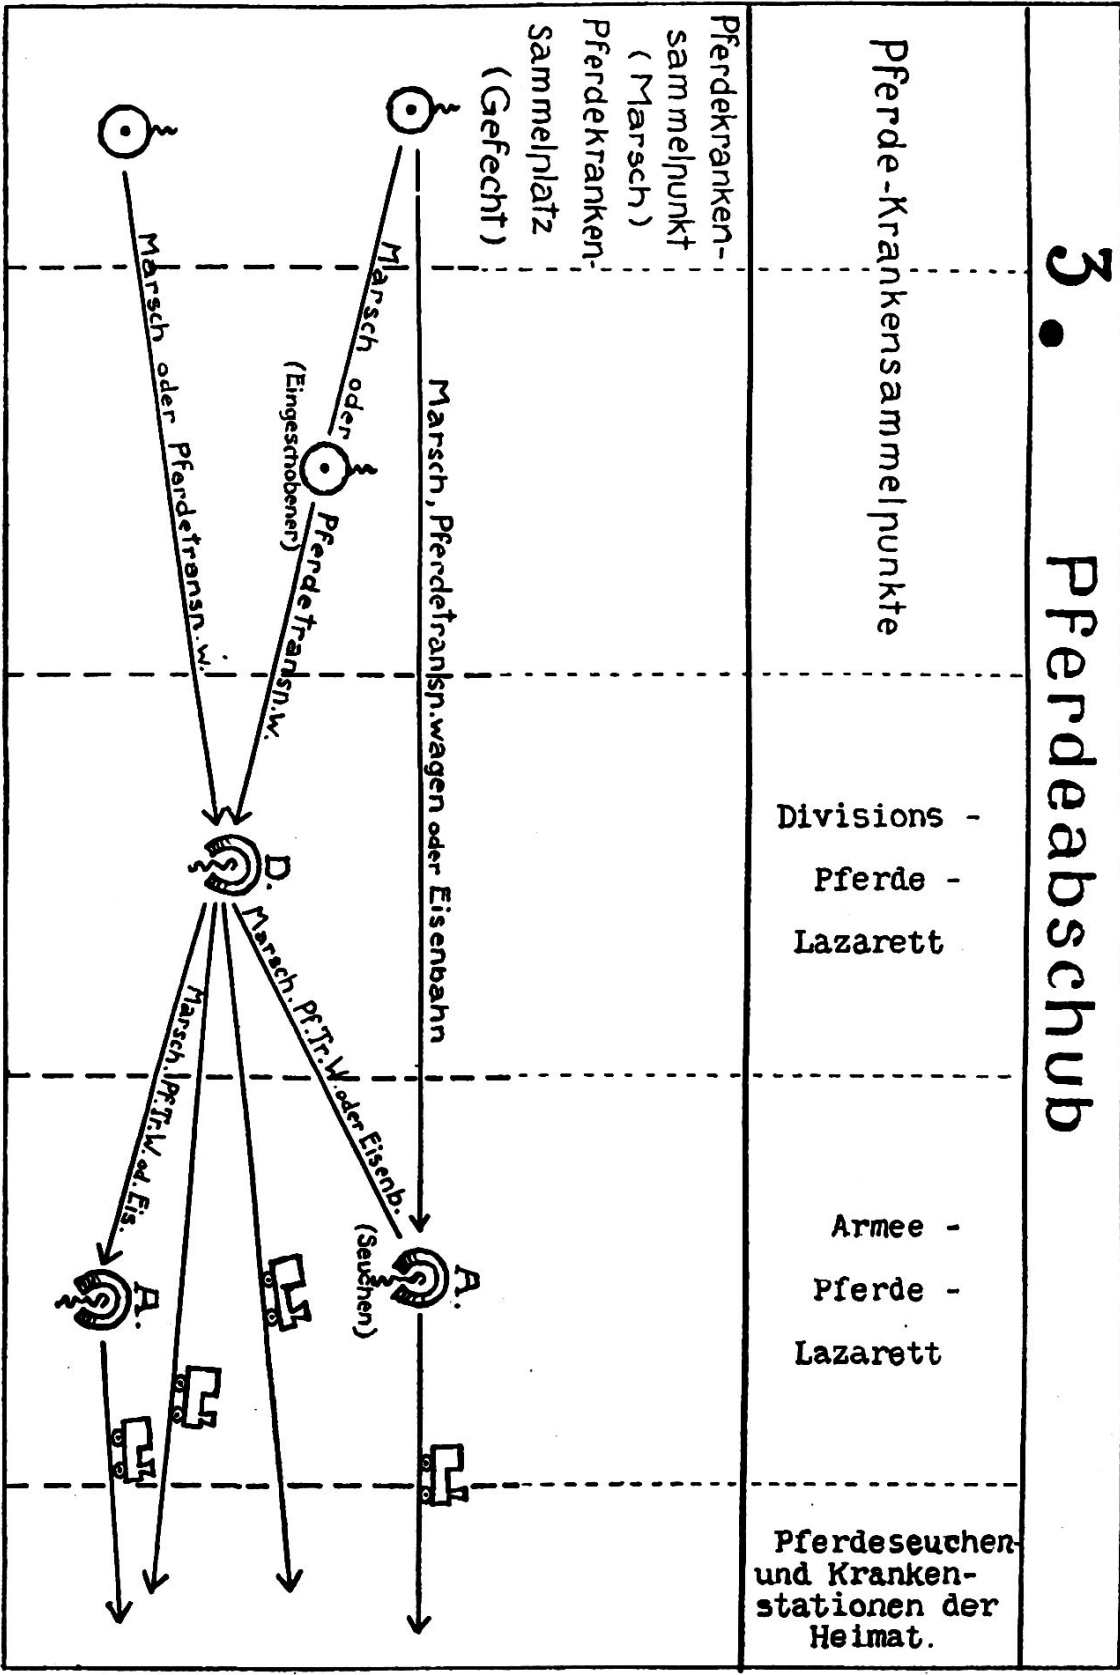 3. Pferdeabschub
Pferde-Krankensammelpunkte
Divisions -
Pferde -
Lazarett
Armee -
Pferde -
Lazarett
Pferdeseuchen-
und Kranken-
stationen der
Heimat.
Pferdekranken-
sammelpunkt
(Marsch)
Pferdekranken-
sammelplatz
(Gefecht)
Marsch, Pferdetransp.wagen oder Eisenbahn
Marsch oder Pferdetransp.W.
(Eingeschobener)
Marsch oder Pferdetransp.W.
D.
Marsch. Pf.Tr.W. oder Eisenb.
Marsch. Pf.Tr.W. od. Eis.
A.
(Seuchen)
A.